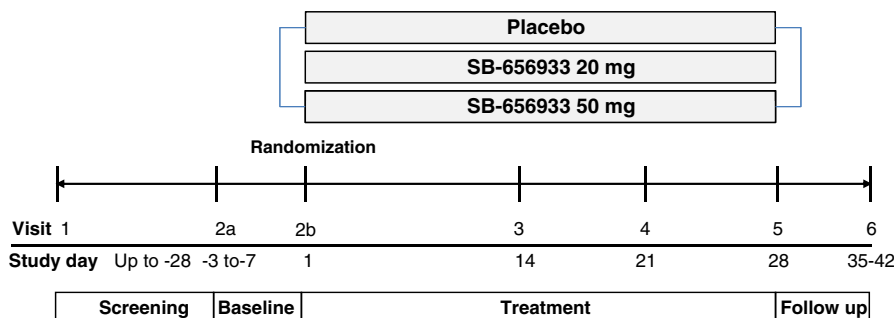 Placebo
SB-656933 20 mg
SB-656933 50 mg
Randomization
Visit 1 2a 2b 3 4 5 6
Study day Up to -28 -3 to-7 1 14 21 28 35-42
Screening Baseline Treatment Follow up